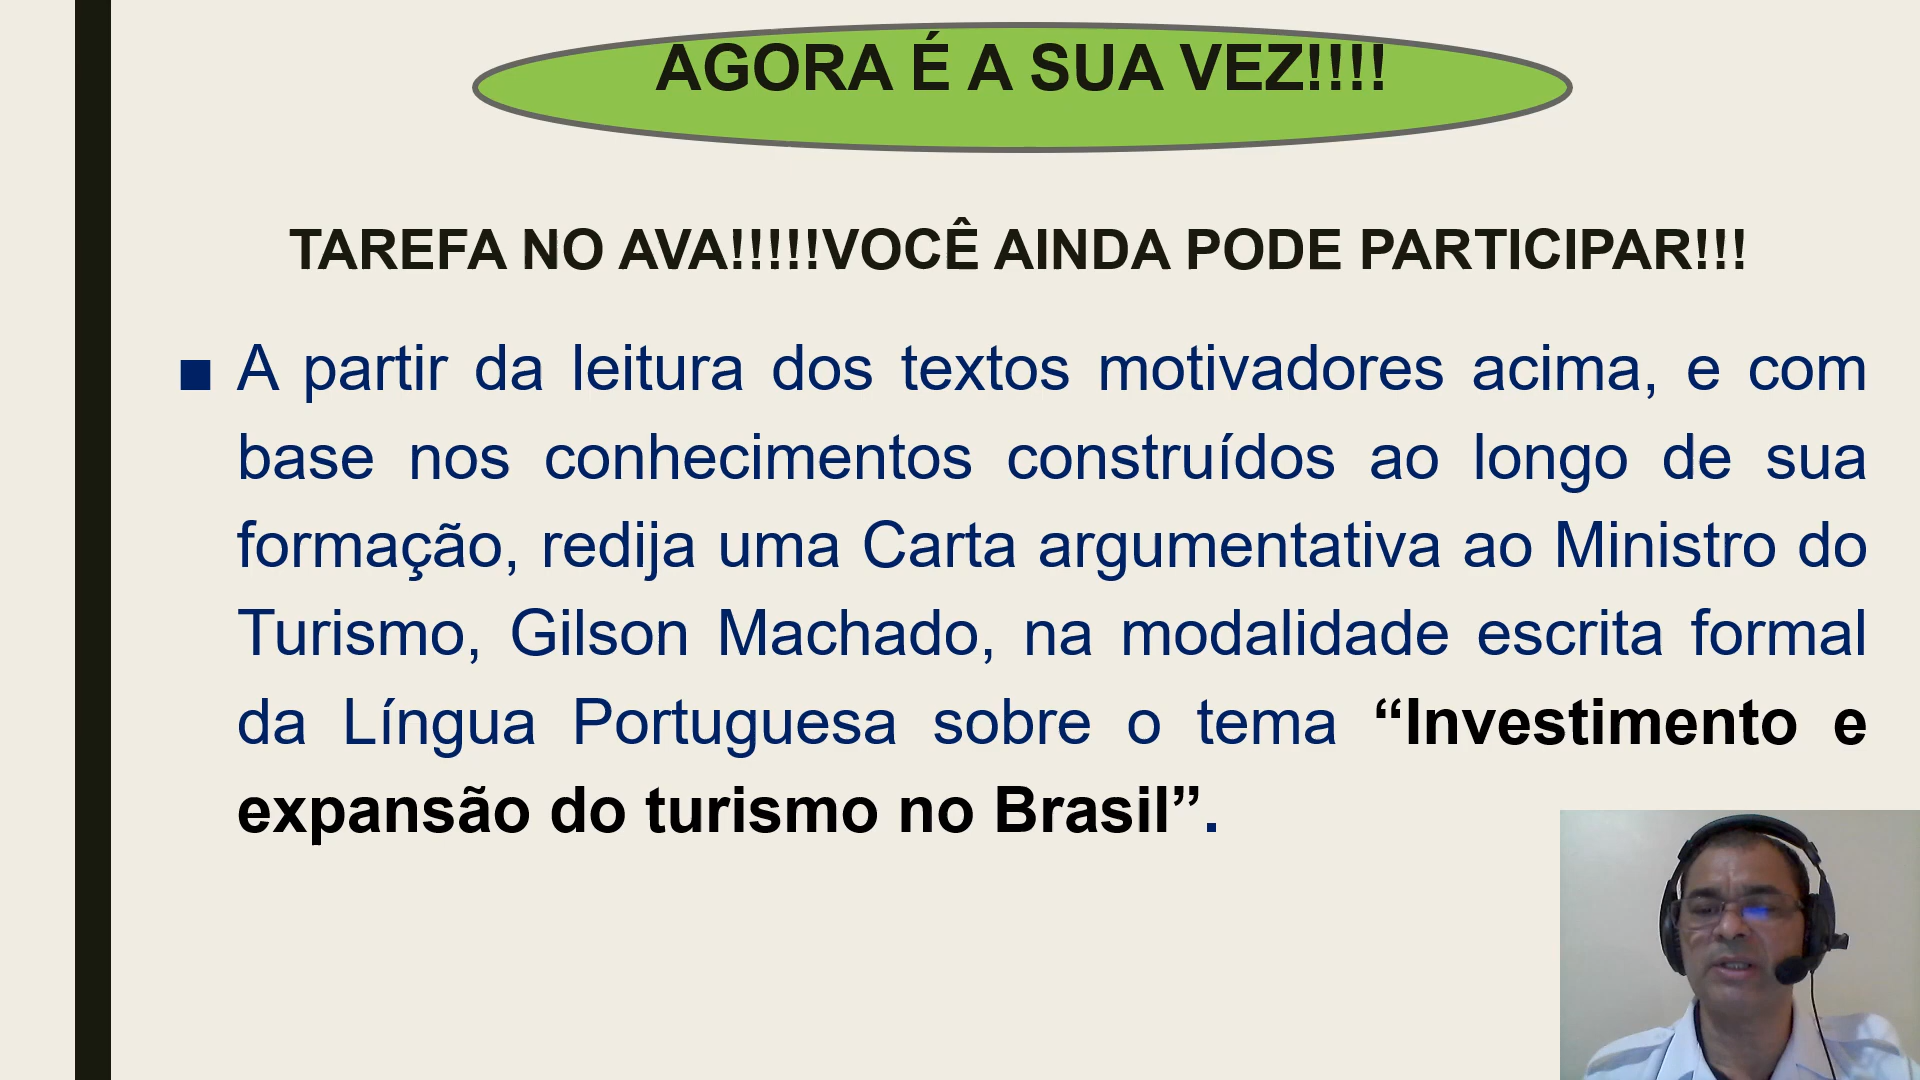 AGORA É A SUA VEZ!!!!
TAREFA NO AVA!!!!!VOCÊ AINDA PODE PARTICIPAR!!!
■ A partir da leitura dos textos motivadores acima, e com
base nos conhecimentos construídos ao longo de sua
formação, redija uma Carta argumentativa ao Ministro do
Turismo, Gilson Machado, na modalidade escrita formal
da Língua Portuguesa sobre o tema “Investimento e
expansão do turismo no Brasil”.